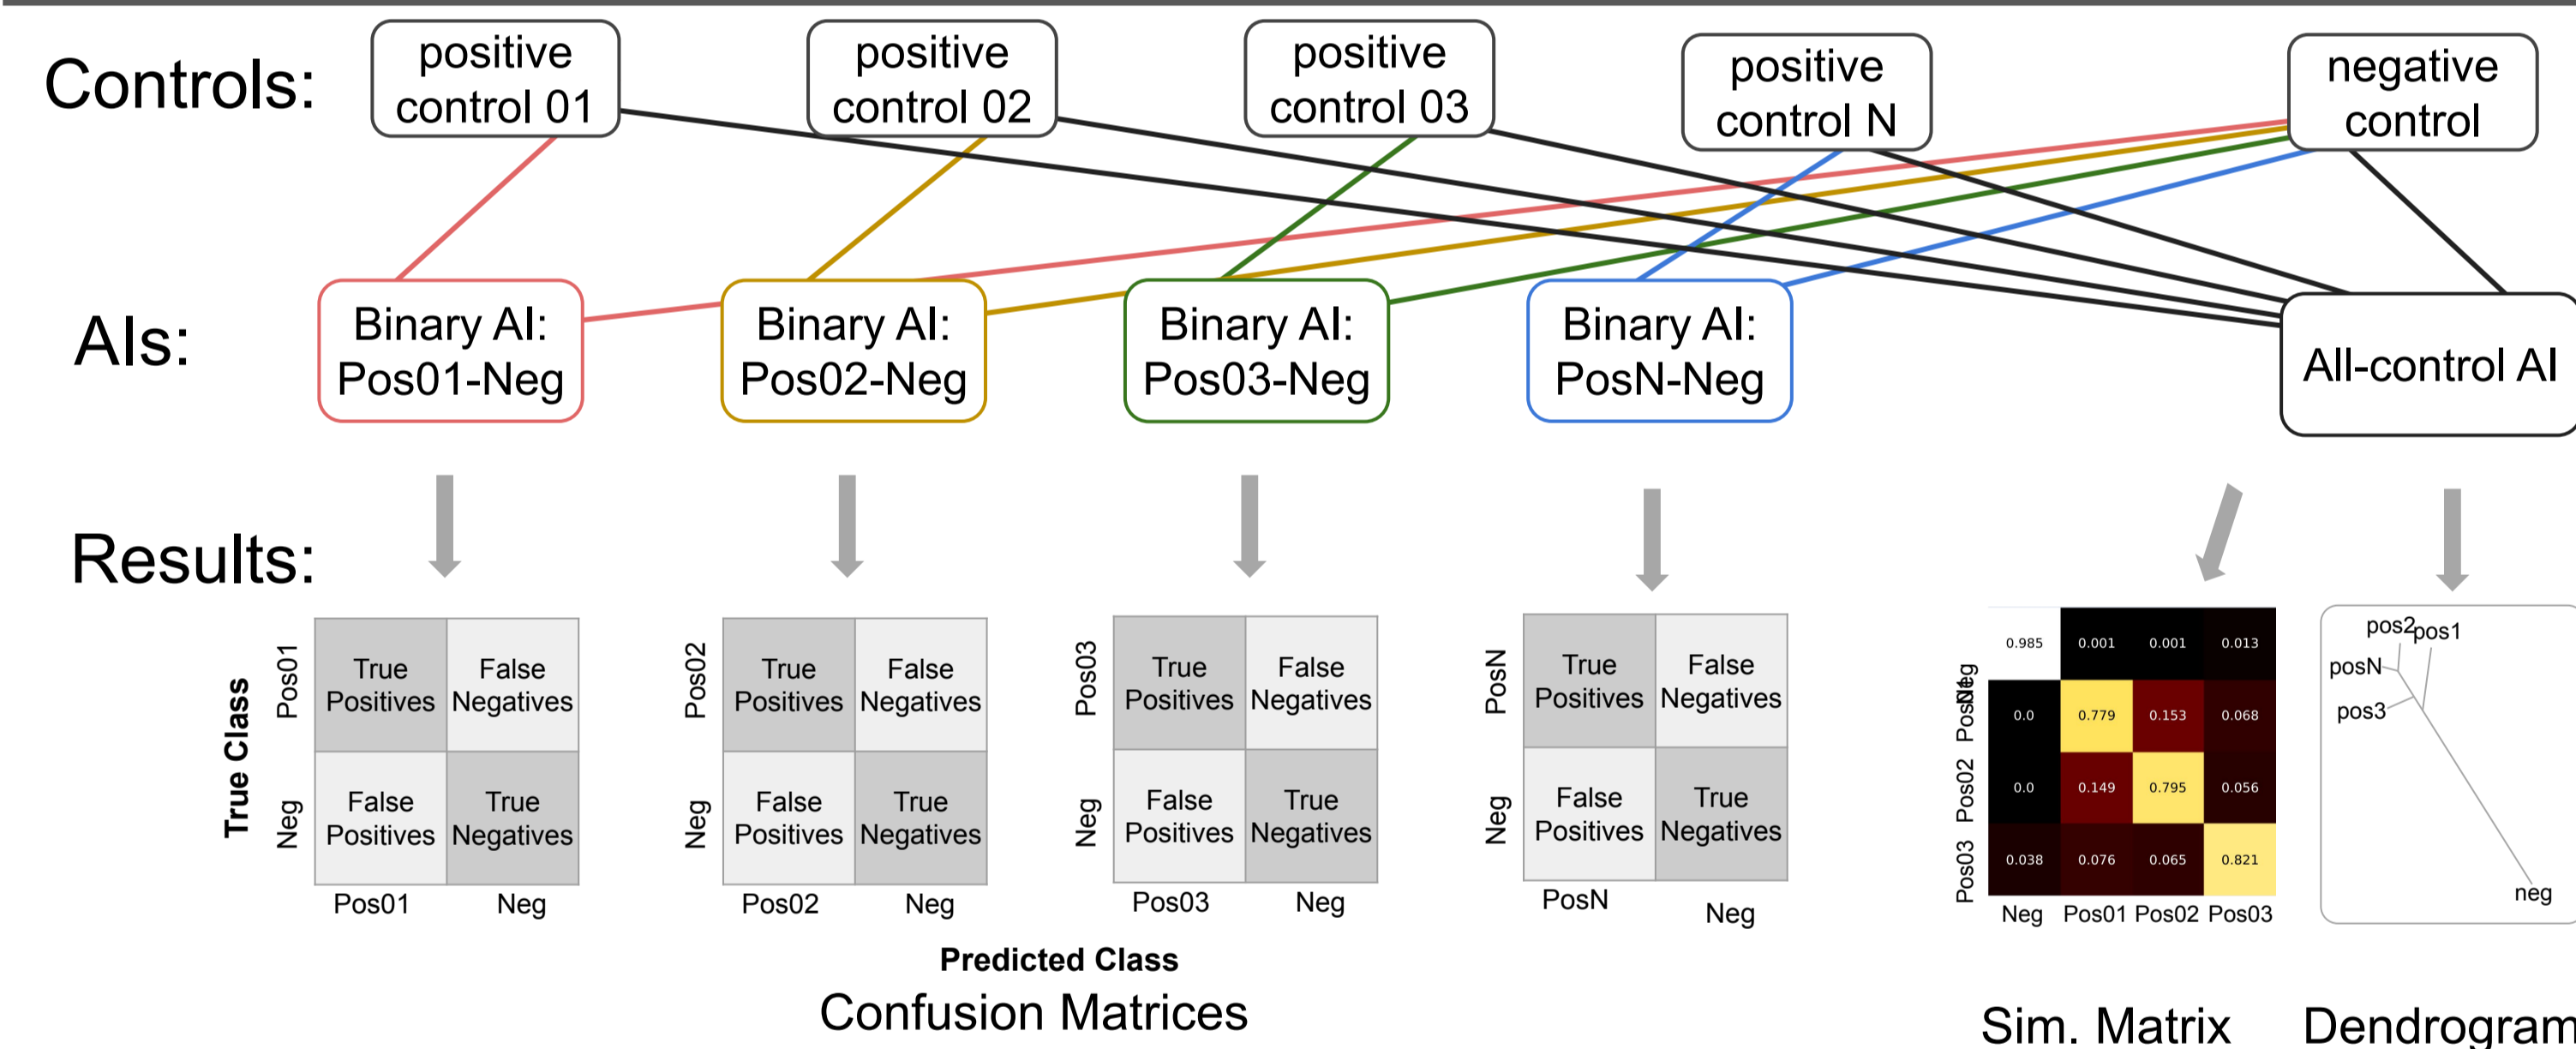 Controls:
positive
control 01
positive
control 02
positive
control 03
positive
control N
negative
control
AIs:
Binary AI:
Pos01-Neg
Binary AI:
Pos02-Neg
Binary AI:
Pos03-Neg
Binary AI:
PosN-Neg
All-control AI
Results:
True Class
Pos01
Neg
True
Positives
False
Negatives
False
Positives
True
Negatives
Pos01 Neg
Pos02
Neg
True
Positives
False
Negatives
False
Positives
True
Negatives
Pos02 Neg
Pos03
Neg
True
Positives
False
Negatives
False
Positives
True
Negatives
Pos03 Neg
PosN
Neg
True
Positives
False
Negatives
False
Positives
True
Negatives
PosN Neg
Predicted Class
Confusion Matrices
Neg
Pos02
Pos03
0.985 0.001 0.001 0.013
0.0 0.779 0.153 0.068
0.0 0.149 0.795 0.056
0.038 0.076 0.065 0.821
Neg Pos01 Pos02 Pos03
Sim. Matrix
pos2
pos1
posN
pos3
neg
Dendrogram